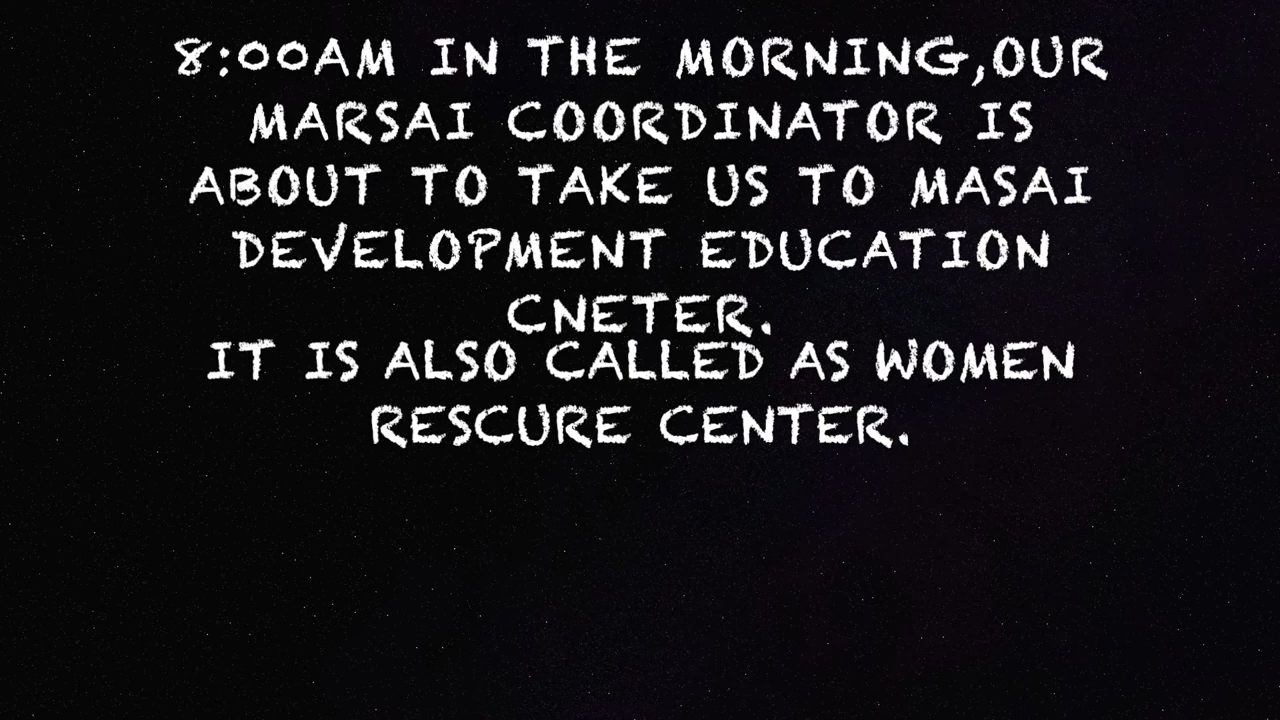 8:00AM IN THE MORNING,OUR
MARSAI COORDINATOR IS
ABOUT TO TAKE US TO MASAI
DEVELOPMENT EDUCATION
CNETER.
IT IS ALSO CALLED AS WOMEN
RESCURE CENTER.